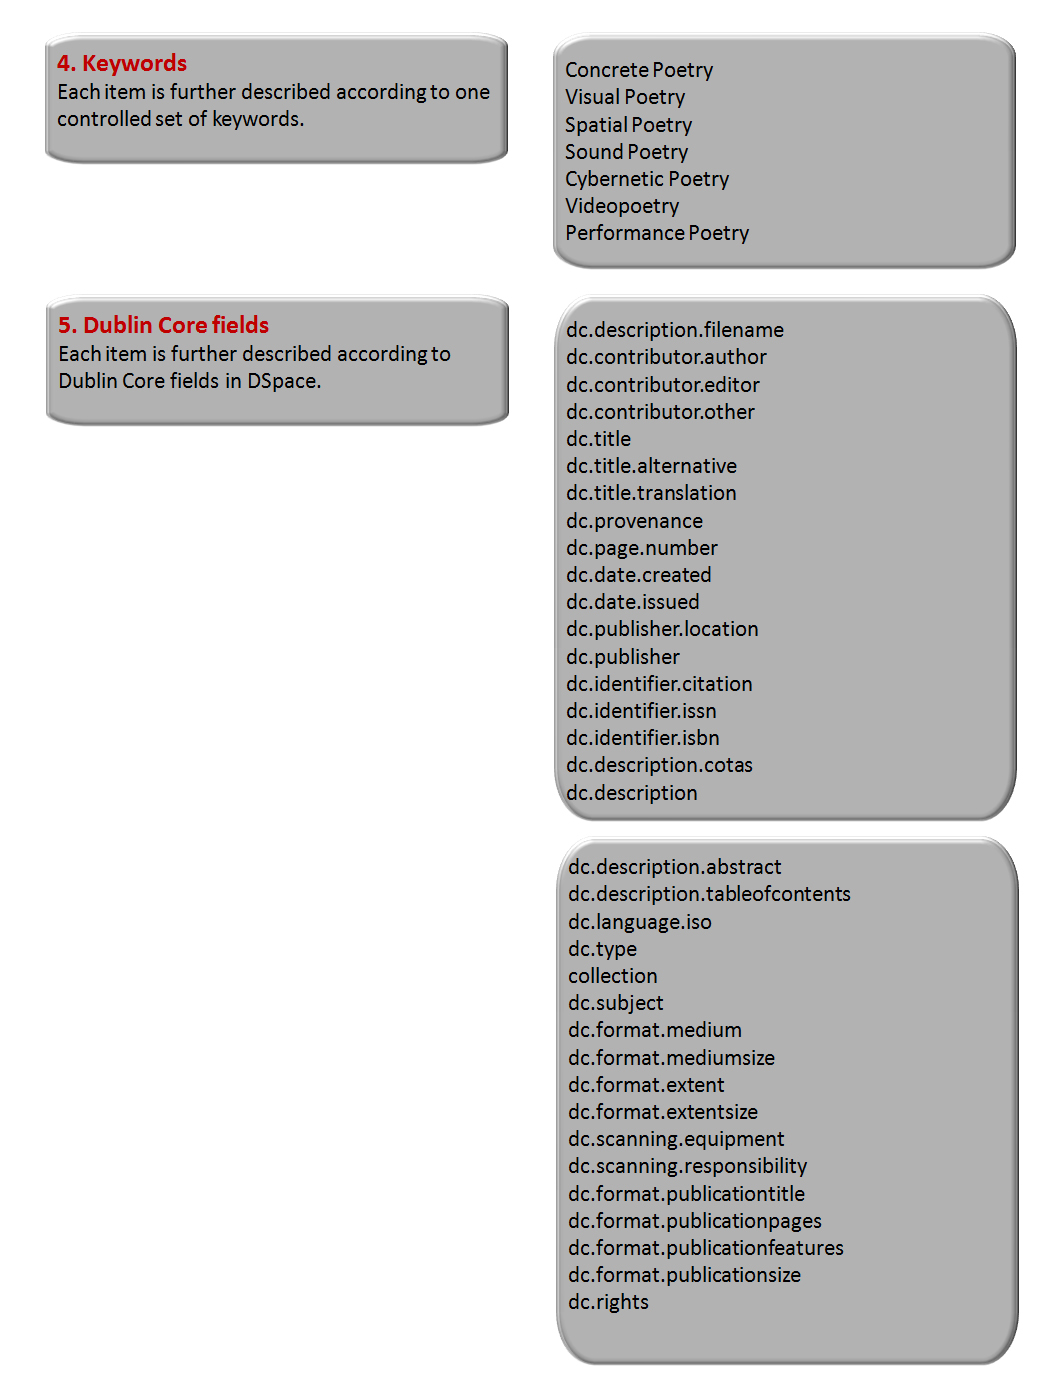 4. Keywords
Each item is further described according to one
controlled set of keywords.
Concrete Poetry
Visual Poetry
Spatial Poetry
Sound Poetry
Cybernetic Poetry
Videopoetry
Performance Poetry
5. Dublin Core fields
Each item is further described according to
Dublin Core fields in DSpace.
dc.description.filename
dc.contributor.author
dc.contributor.editor
dc.contributor.other
dc.title
dc.title.alternative
dc.title.translation
dc.provenance
dc.page.number
dc.date.created
dc.date.issued
dc.publisher.location
dc.publisher
dc.identifier.citation
dc.identifier.issn
dc.identifier.isbn
dc.description.cotas
dc.description
dc.description.abstract
dc.description.tableofcontents
dc.language.iso
dc.type
collection
dc.subject
dc.format.medium
dc.format.mediumsize
dc.format.extent
dc.format.extentsize
dc.scanning.equipment
dc.scanning.responsibility
dc.format.publicationtitle
dc.format.publicationpages
dc.format.publicationfeatures
dc.format.publicationsize
dc.rights